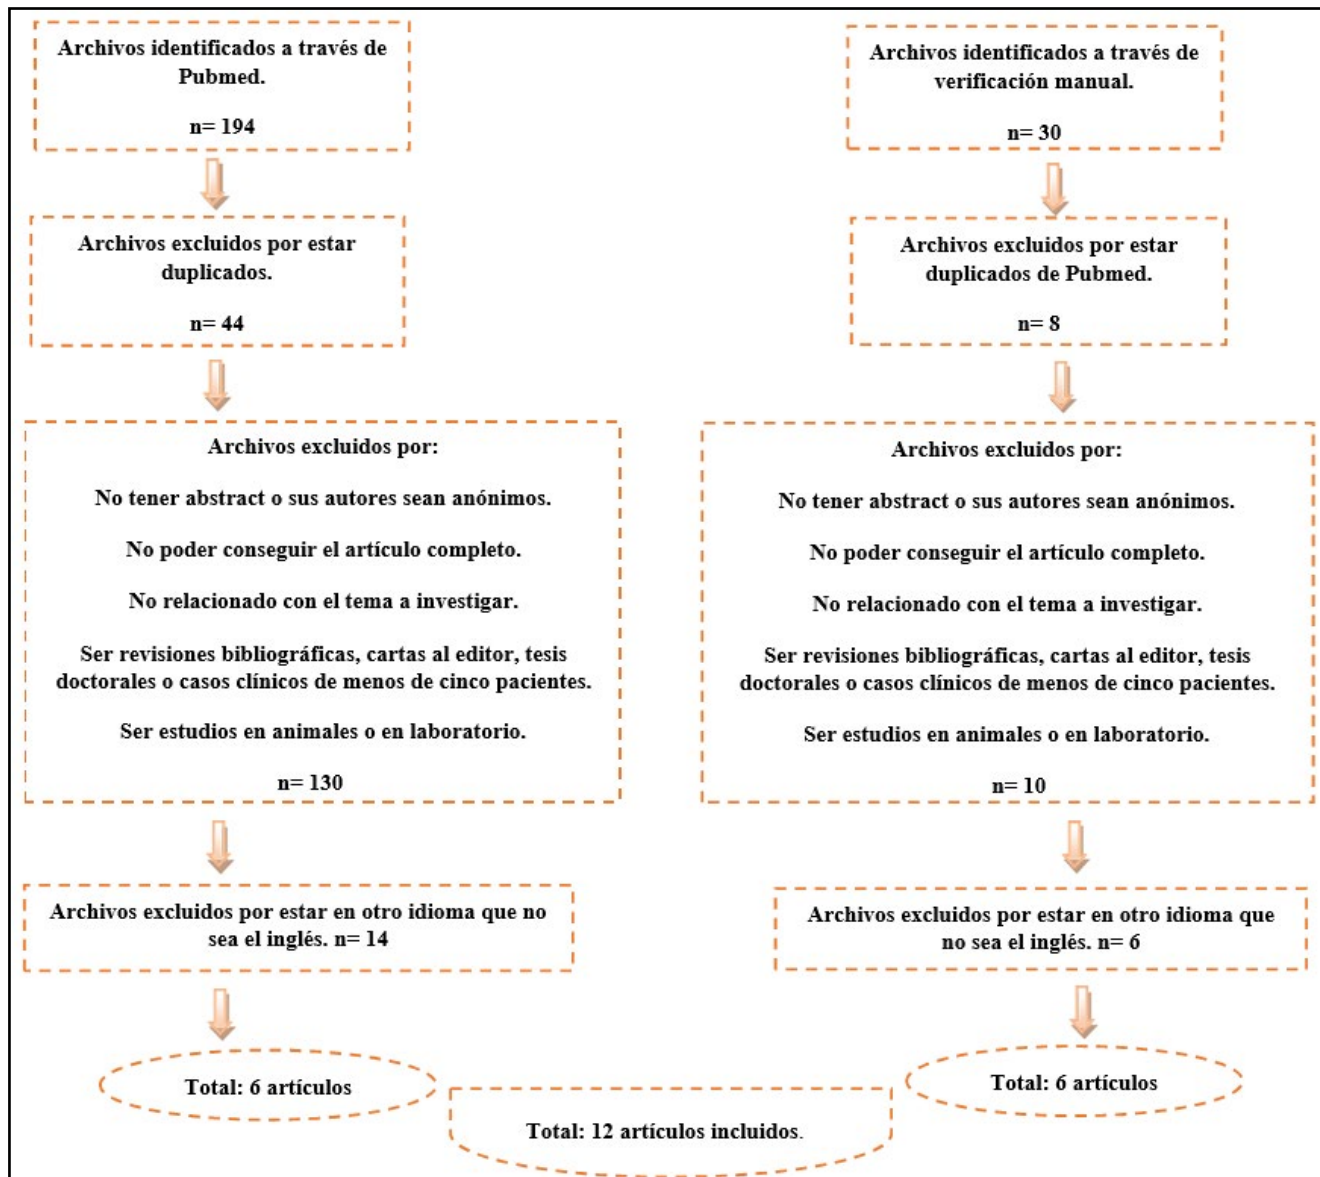 Archivos identificados a través de
Pubmed.
n= 194
Archivos excluidos por estar
duplicados.
n= 44
Archivos excluidos por:
No tener abstract o sus autores sean anónimos.
No poder conseguir el artículo completo.
No relacionado con el tema a investigar.
Ser revisiones bibliográficas, cartas al editor, tesis
doctorales o casos clínicos de menos de cinco pacientes.
Ser estudios en animales o en laboratorio.
n= 130
Archivos excluidos por estar en otro idioma que no
sea el inglés. n= 14
Total: 6 artículos
Archivos identificados a través de
verificación manual.
n= 30
Archivos excluidos por estar
duplicados de Pubmed.
n= 8
Archivos excluidos por:
No tener abstract o sus autores sean anónimos.
No poder conseguir el artículo completo.
No relacionado con el tema a investigar.
Ser revisiones bibliográficas, cartas al editor, tesis
doctorales o casos clínicos de menos de cinco pacientes.
Ser estudios en animales o en laboratorio.
n= 10
Archivos excluidos por estar en otro idioma que
no sea el inglés. n= 6
Total: 6 artículos
Total: 12 artículos incluidos.